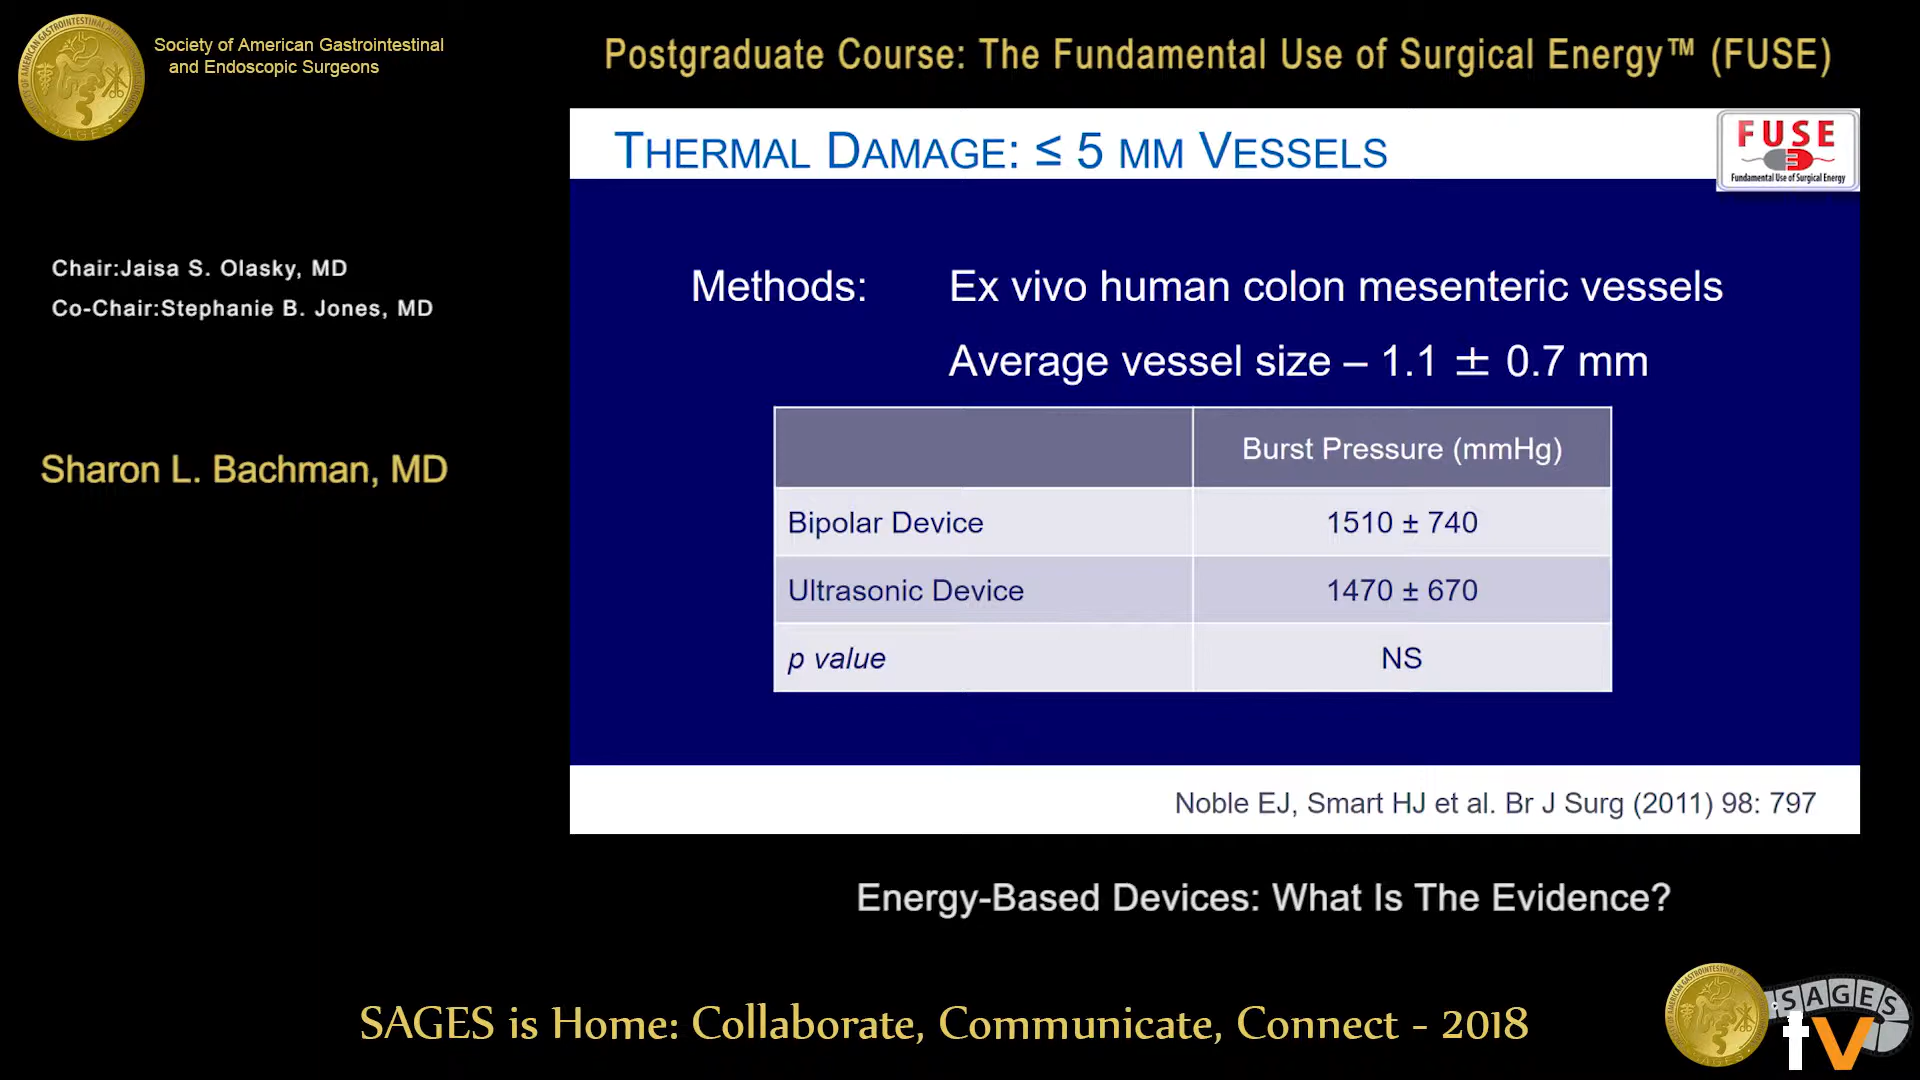 Society of American Gastrointestinal
and Endoscopic Surgeons
Postgraduate Course: The Fundamental Use of Surgical Energy™ (FUSE)
Chair:Jaisa S. Olasky, MD
Co-Chair:Stephanie B. Jones, MD
Sharon L. Bachman, MD
THERMAL DAMAGE: ≤ 5 MM VESSELS
FUSE
Fundamental Use of Surgical Energy
Methods: Ex vivo human colon mesenteric vessels
Average vessel size – 1.1 ± 0.7 mm
Burst Pressure (mmHg)
Bipolar Device 1510 ± 740
Ultrasonic Device 1470 ± 670
p value NS
Noble EJ, Smart HJ et al. Br J Surg (2011) 98: 797
Energy-Based Devices: What Is The Evidence?
SAGES is Home: Collaborate, Communicate, Connect - 2018
SAGES
tv